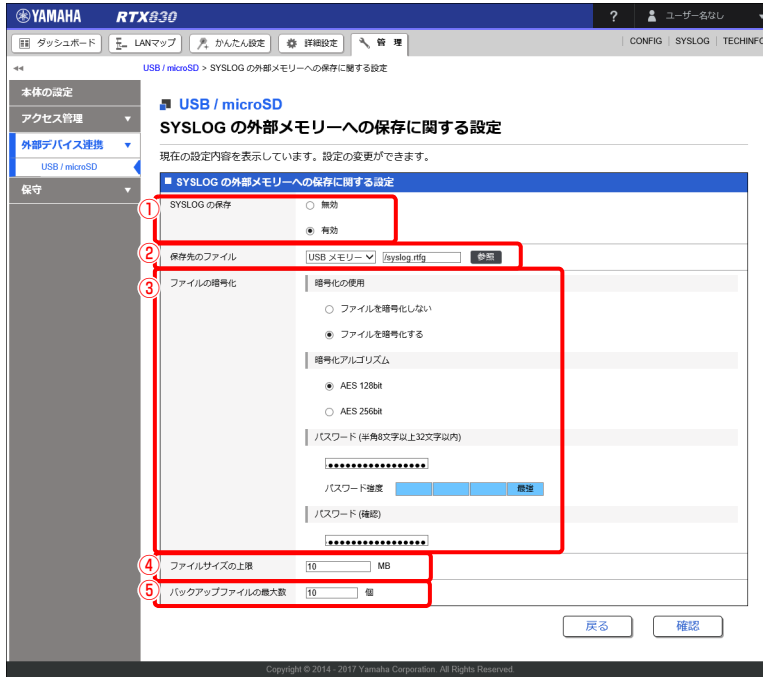 YAMAHA RTX830 ? ユーザー名なし
ダッシュボード LANマップ かんたん設定 詳細設定 管理 CONFIG SYSLOG TECHINFO
USB / microSD > SYSLOG の外部メモリーへの保存に関する設定
本体の設定
アクセス管理
外部デバイス連携
USB / microSD
保守
USB / microSD
SYSLOG の外部メモリーへの保存に関する設定
現在の設定内容を表示しています。設定の変更ができます。
SYSLOG の外部メモリーへの保存に関する設定
① SYSLOG の保存 無効
有効
② 保存先のファイル USB メモリー /syslog.rtfg 参照
③ ファイルの暗号化 暗号化の使用
ファイルを暗号化しない
ファイルを暗号化する
暗号化アルゴリズム
AES 128bit
AES 256bit
パスワード (半角8文字以上32文字以内)
●●●●●●●●●●●●●●●●●
パスワード強度 最強
パスワード (確認)
●●●●●●●●●●●●●●●●●
④ ファイルサイズの上限 10 MB
⑤ バックアップファイルの最大数 10 個
戻る 確認
Copyright © 2014 - 2017 Yamaha Corporation. All Rights Reserved.